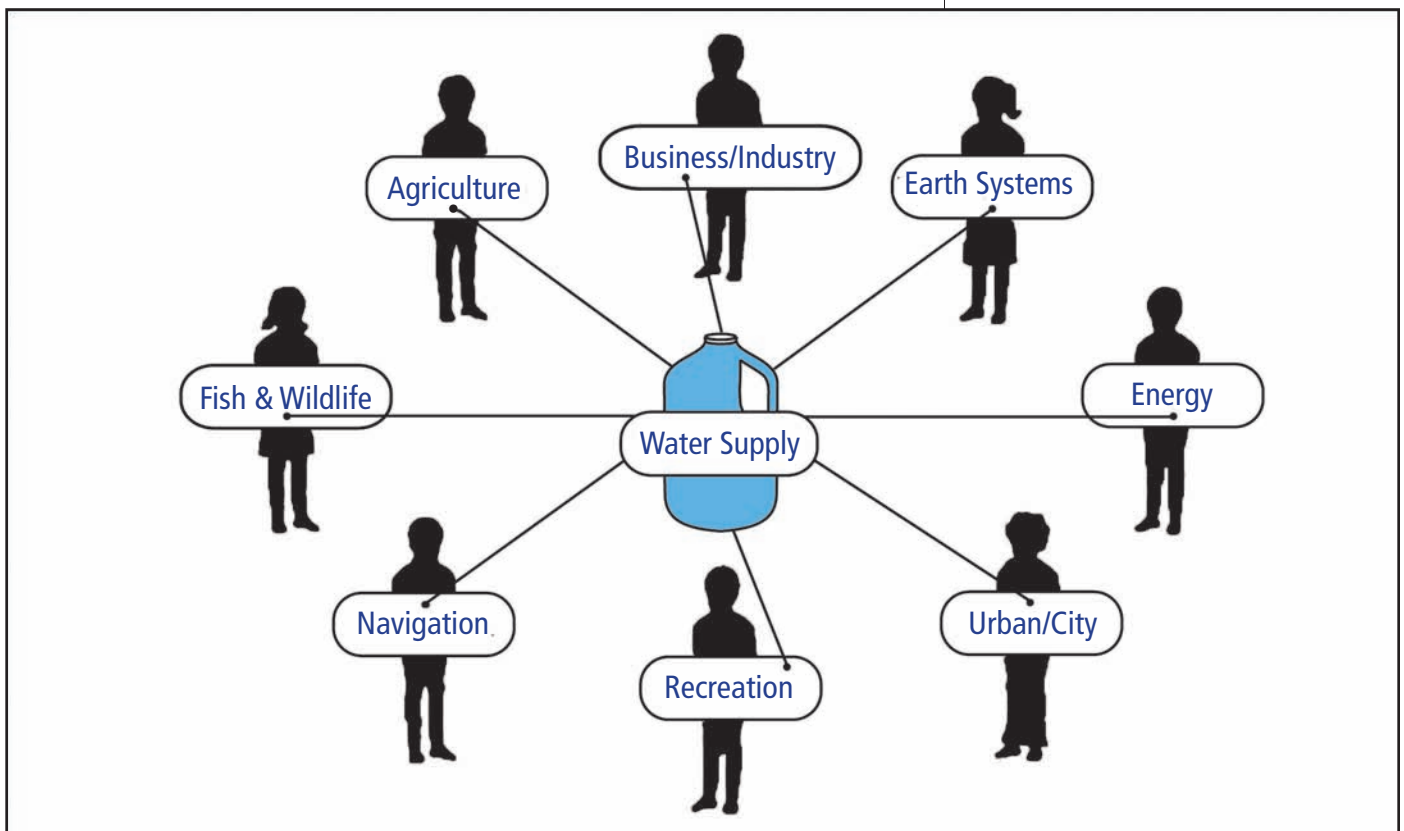 Business/Industry
Agriculture
Earth Systems
Fish & Wildlife
Energy
Water Supply
Navigation
Urban/City
Recreation